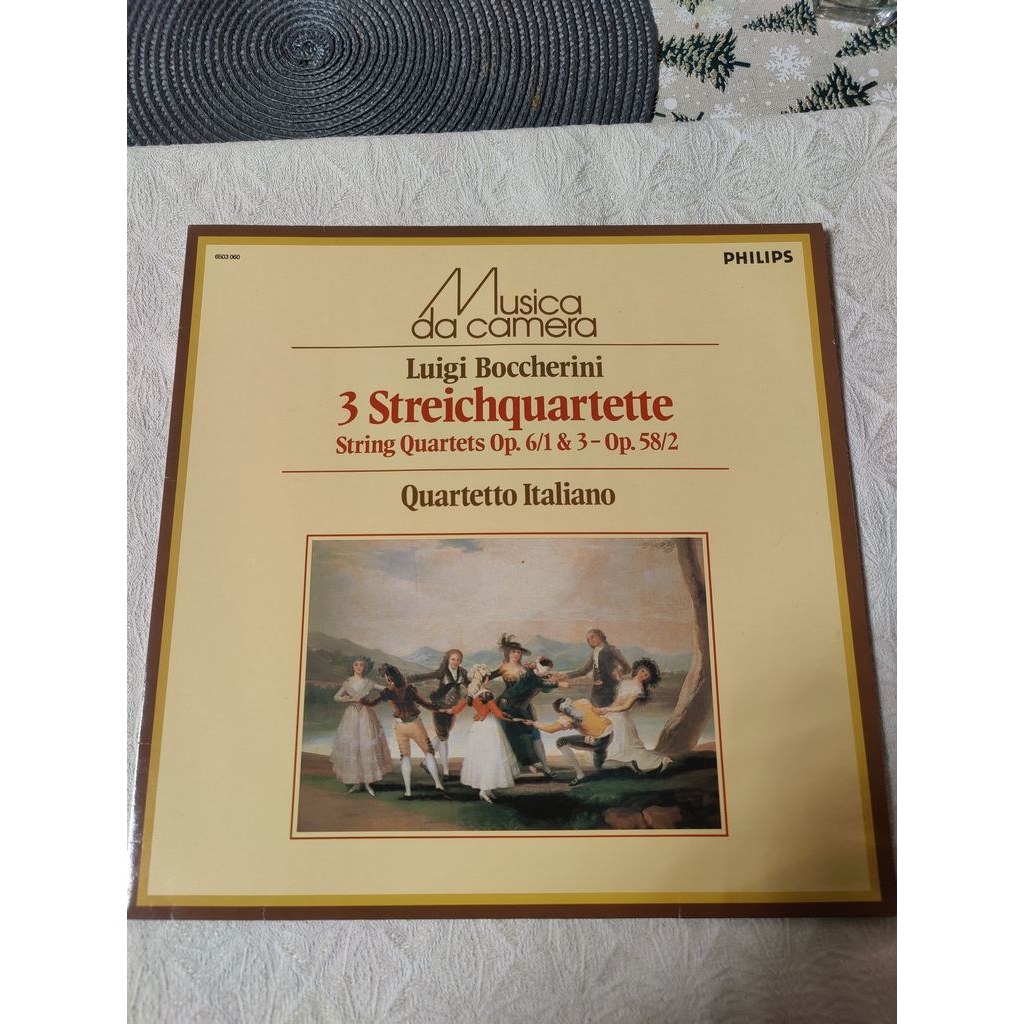 6503 060
PHILIPS
Musica
da camera
Luigi Boccherini
3 Streichquartette
String Quartets Op. 6/1 & 3 – Op. 58/2
Quartetto Italiano